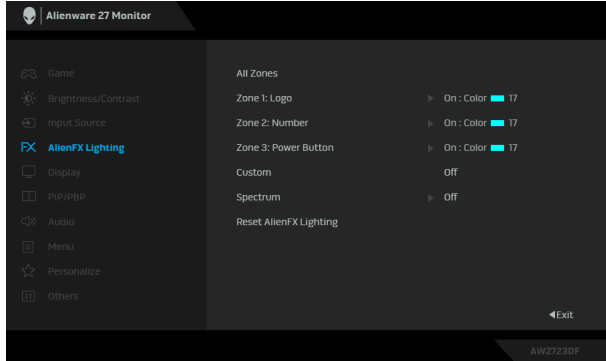 Alienware 27 Monitor
Game
Brightness/Contrast
Input Source
FX AlienFX Lighting
Display
PIP/PBP
Audio
Menu
Personalize
Others
All Zones
Zone 1: Logo On : Color 17
Zone 2: Number On : Color 17
Zone 3: Power Button On : Color 17
Custom Off
Spectrum Off
Reset AlienFX Lighting
Exit
AW2723DF